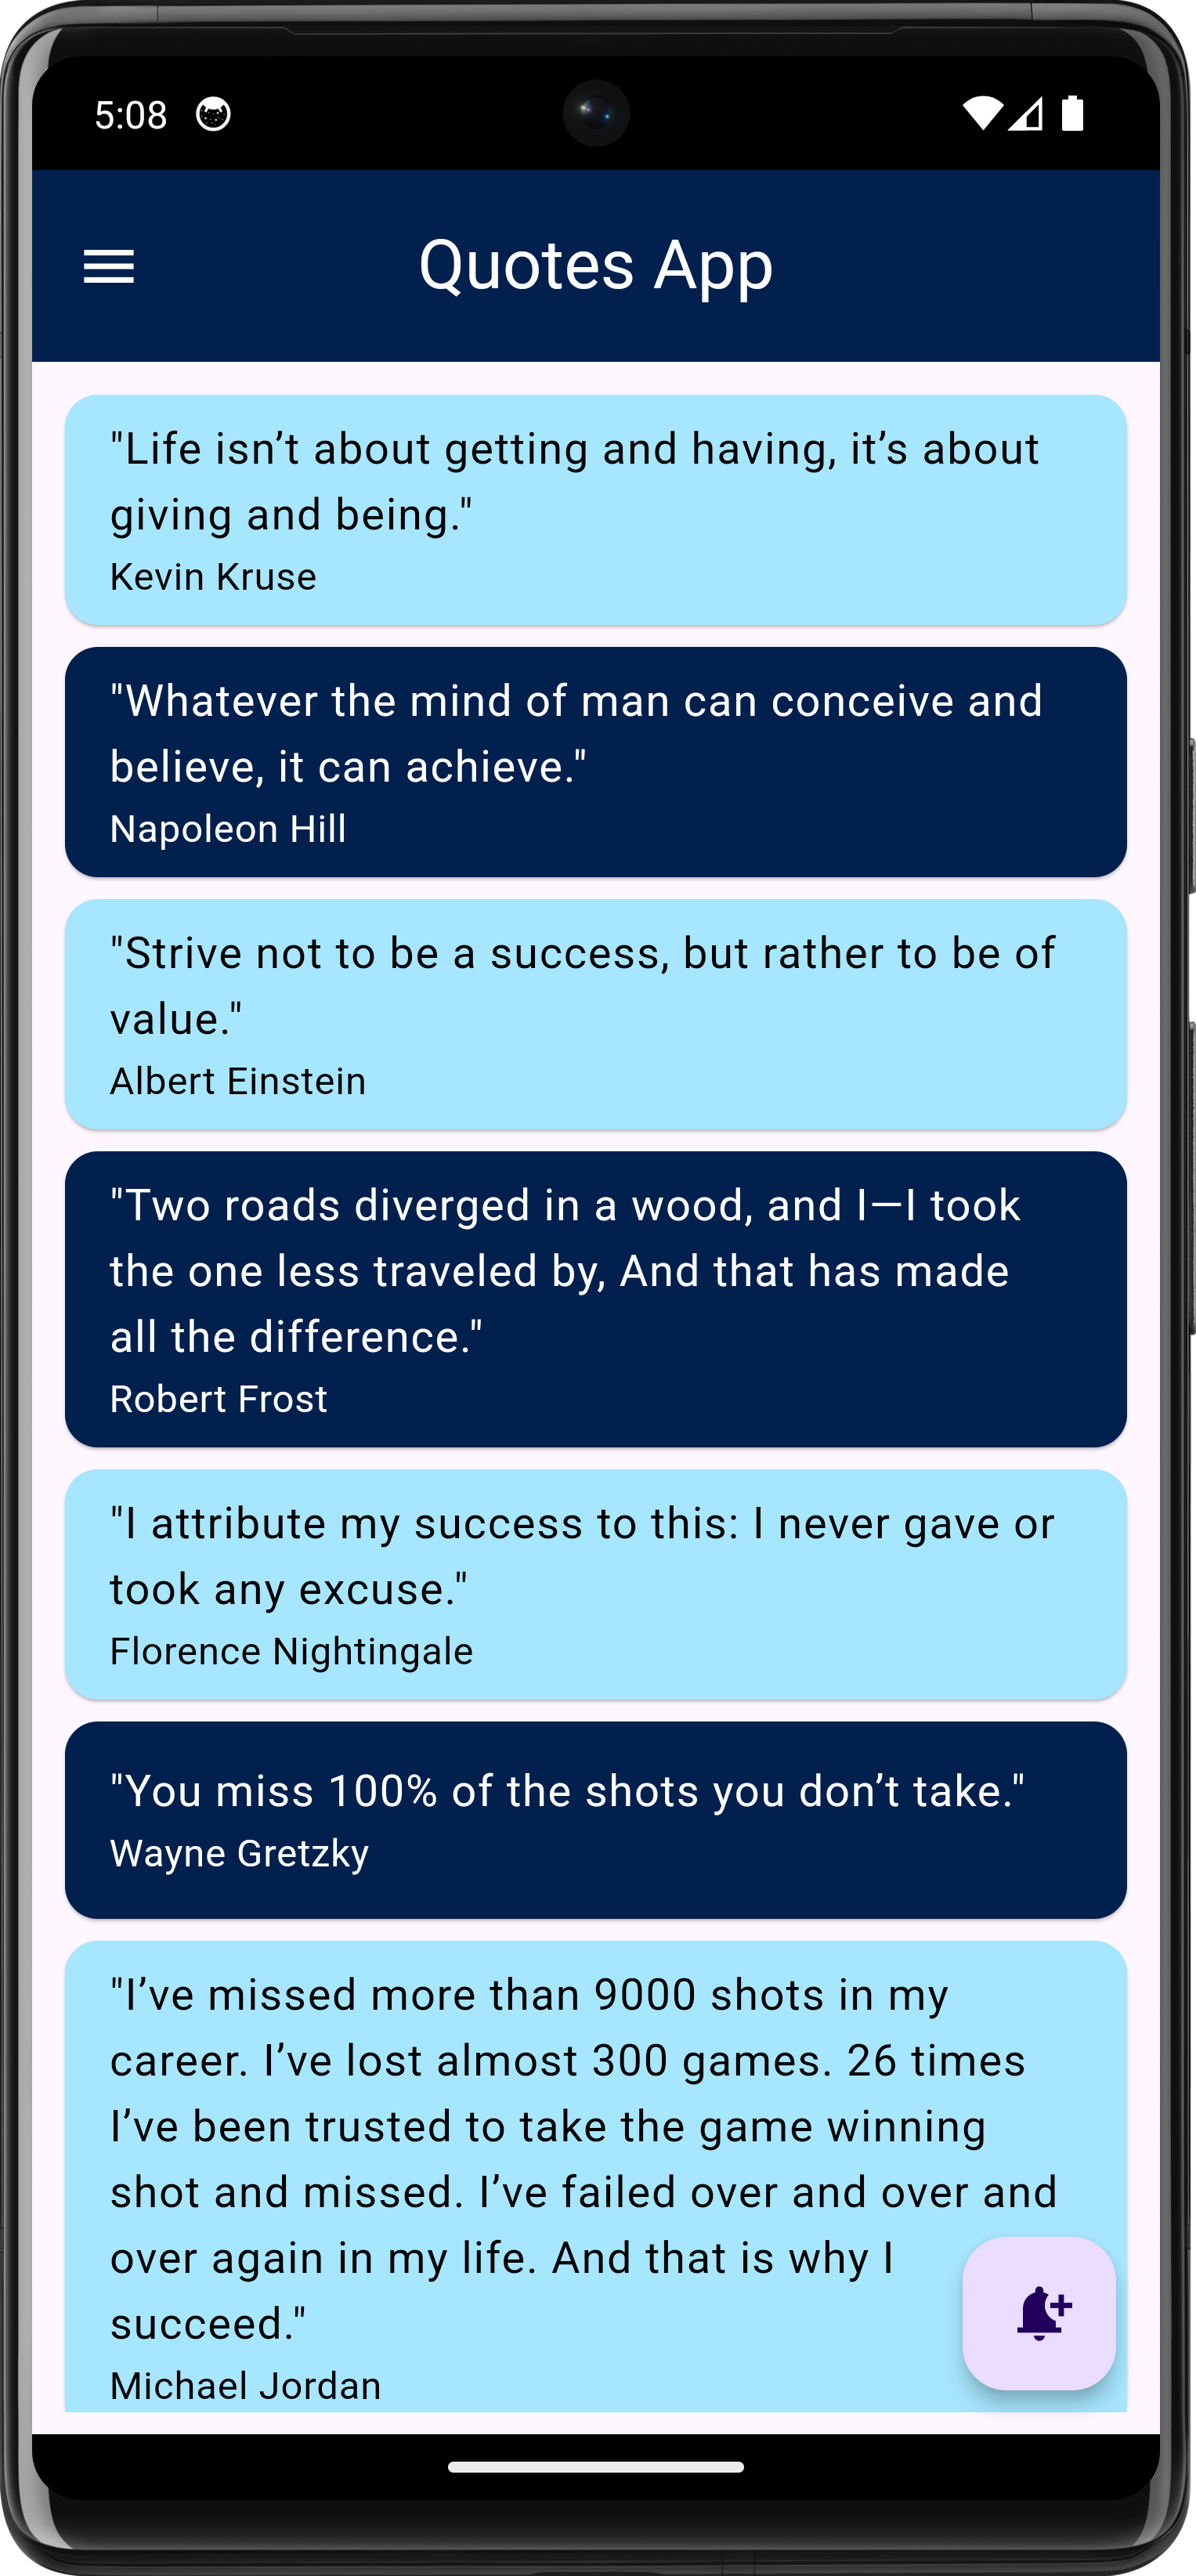 5:08
Quotes App
"Life isn’t about getting and having, it’s about
giving and being."
Kevin Kruse
"Whatever the mind of man can conceive and
believe, it can achieve."
Napoleon Hill
"Strive not to be a success, but rather to be of
value."
Albert Einstein
"Two roads diverged in a wood, and I—I took
the one less traveled by, And that has made
all the difference."
Robert Frost
"I attribute my success to this: I never gave or
took any excuse."
Florence Nightingale
"You miss 100% of the shots you don’t take."
Wayne Gretzky
"I’ve missed more than 9000 shots in my
career. I’ve lost almost 300 games. 26 times
I’ve been trusted to take the game winning
shot and missed. I’ve failed over and over and
over again in my life. And that is why I
succeed."
Michael Jordan